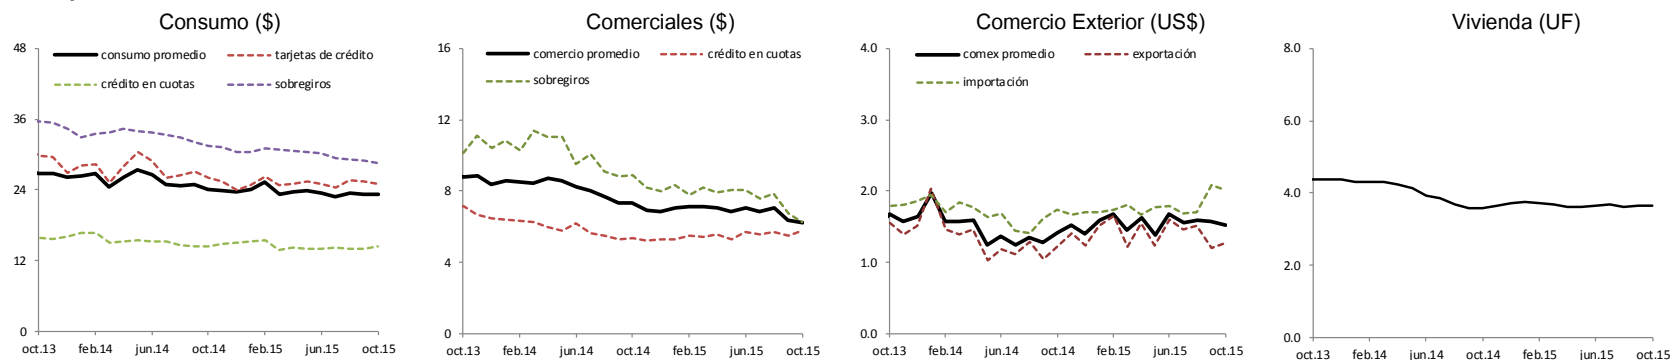 Consumo ($)
48
36
24
12
0
consumo promedio
tarjetas de crédito
crédito en cuotas
sobregiros
oct.13
feb.14
jun.14
oct.14
feb.15
jun.15
oct.15
Comerciales ($)
16
12
8
4
0
comercio promedio
crédito en cuotas
sobregiros
oct.13
feb.14
jun.14
oct.14
feb.15
jun.15
oct.15
Comercio Exterior (US$)
4.0
3.0
2.0
1.0
0.0
comex promedio
exportación
importación
oct.13
feb.14
jun.14
oct.14
feb.15
jun.15
oct.15
Vivienda (UF)
8.0
6.0
4.0
2.0
0.0
oct.13
feb.14
jun.14
oct.14
feb.15
jun.15
oct.15